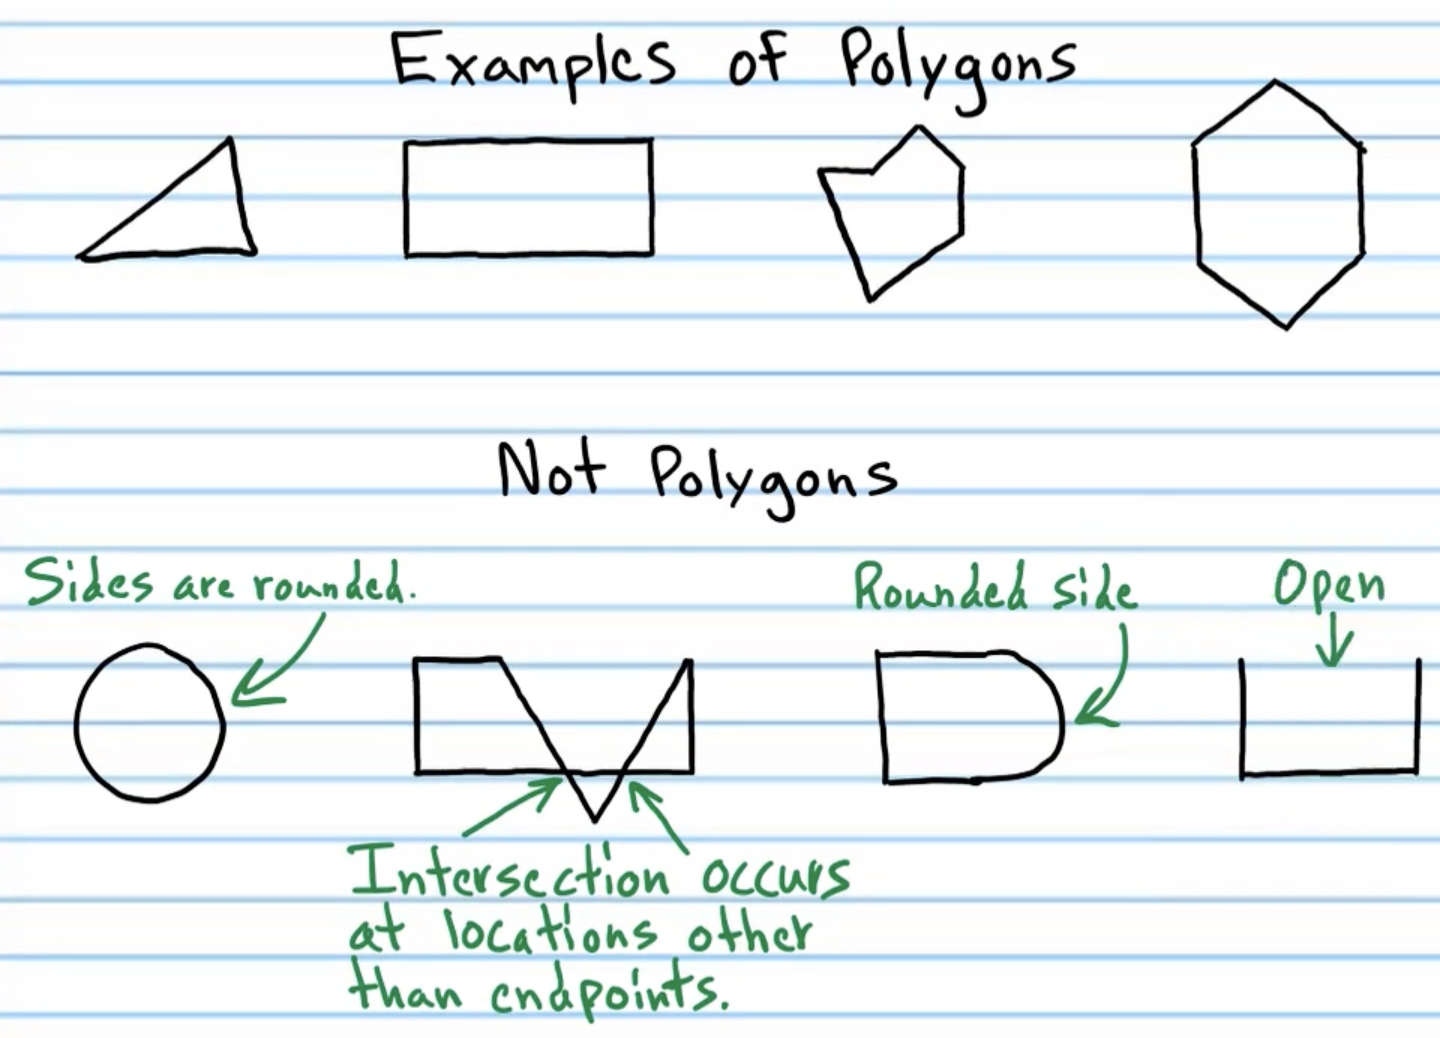 Examples of Polygons
Not Polygons
Sides are rounded.
Rounded side
Open
Intersection occurs
at locations other
than endpoints.